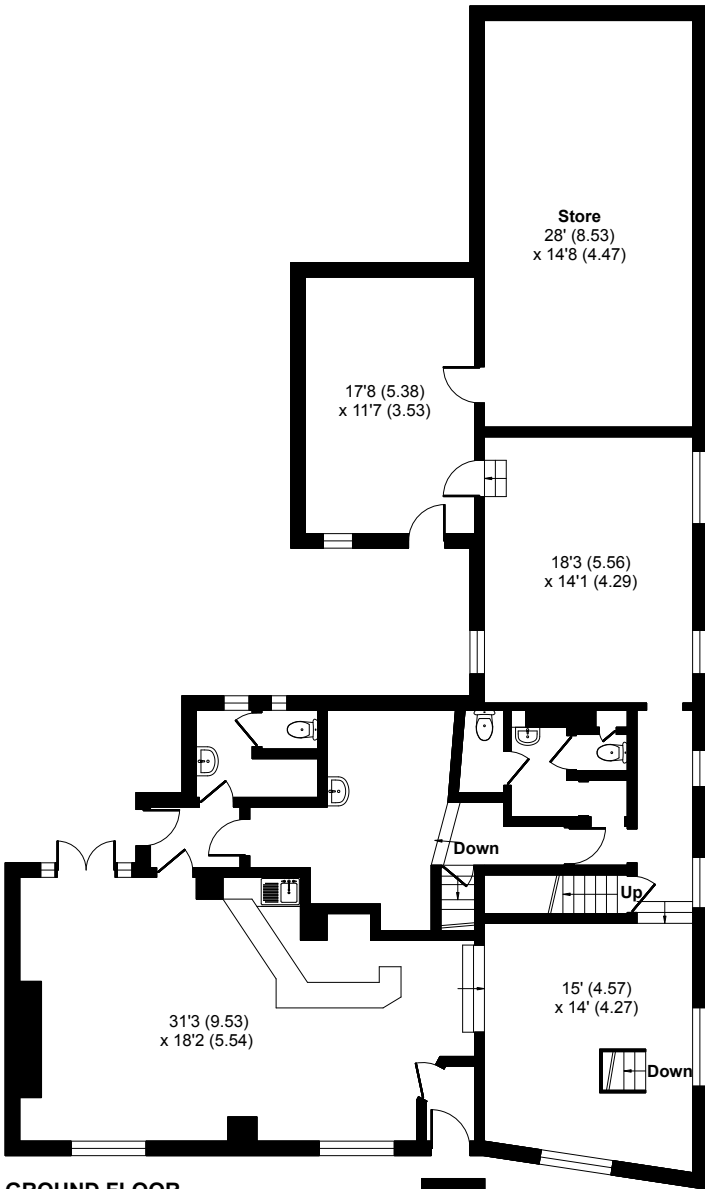 Store
28' (8.53)
x 14'8 (4.47)
17'8 (5.38)
x 11'7 (3.53)
18'3 (5.56)
x 14'1 (4.29)
Down
Up
15' (4.57)
x 14' (4.27)
31'3 (9.53)
x 18'2 (5.54)
Down
GROUND FLOOR